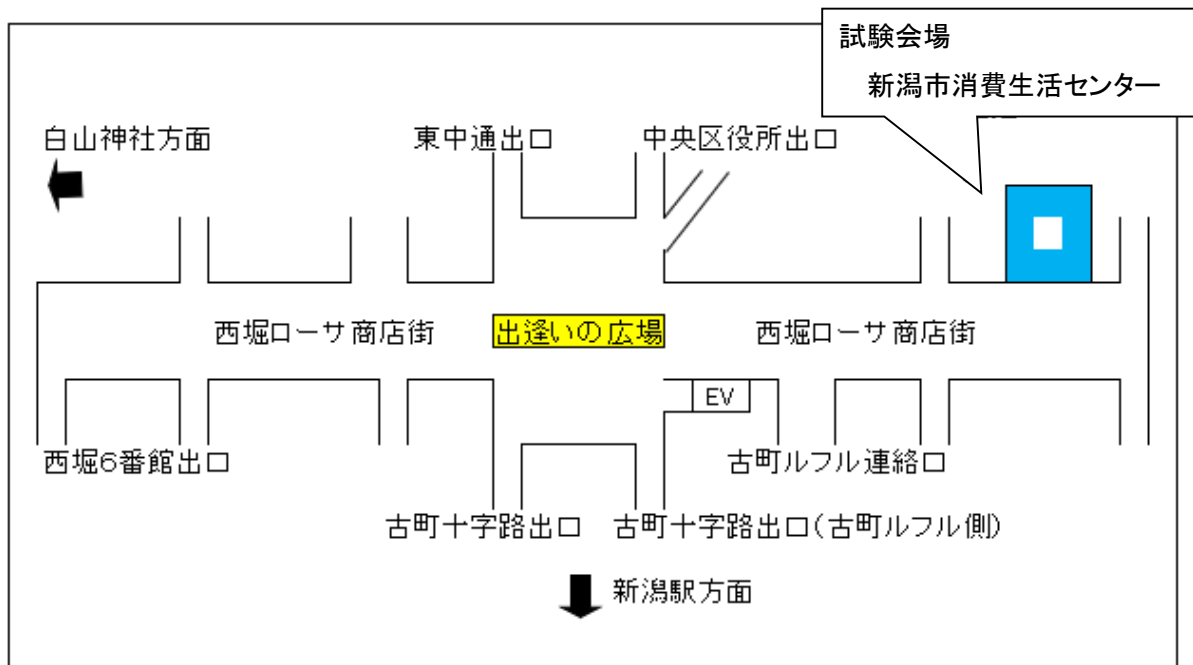 試験会場
新潟市消費生活センター
白山神社方面
東中通出口
中央区役所出口
西堀ローサ商店街
出逢いの広場
西堀ローサ商店街
EV
西堀6番館出口
古町ルフル連絡口
古町十字路出口
古町十字路出口(古町ルフル側)
新潟駅方面